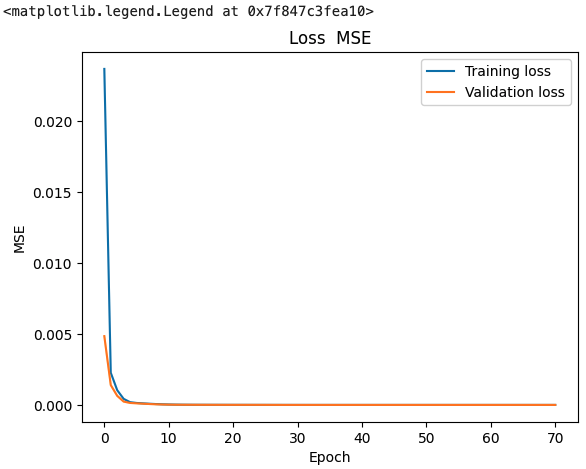 <matplotlib.legend.Legend at 0x7f847c3fea10>
Loss  MSE
Training loss
Validation loss
0.020
0.015
0.010
0.005
0.000
MSE
0 10 20 30 40 50 60 70
Epoch